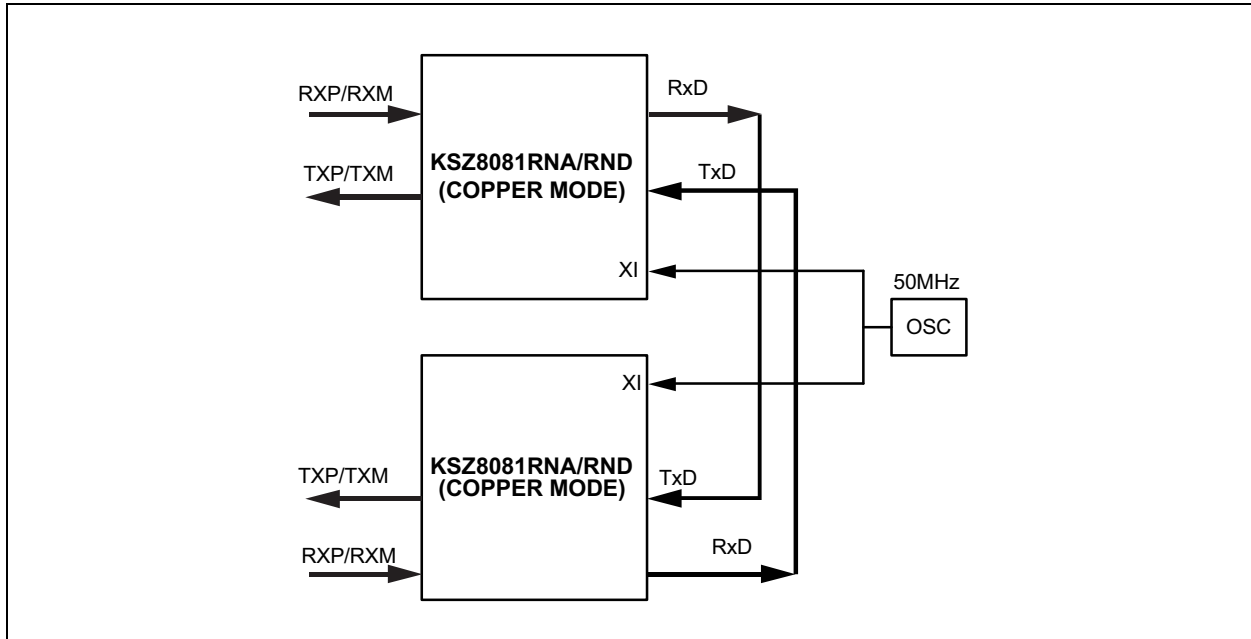 RXP/RXM
RxD
KSZ8081RNA/RND
(COPPER MODE)
TXP/TXM
TxD
XI
50MHz
OSC
XI
KSZ8081RNA/RND
(COPPER MODE)
TXP/TXM
TxD
RXP/RXM
RxD